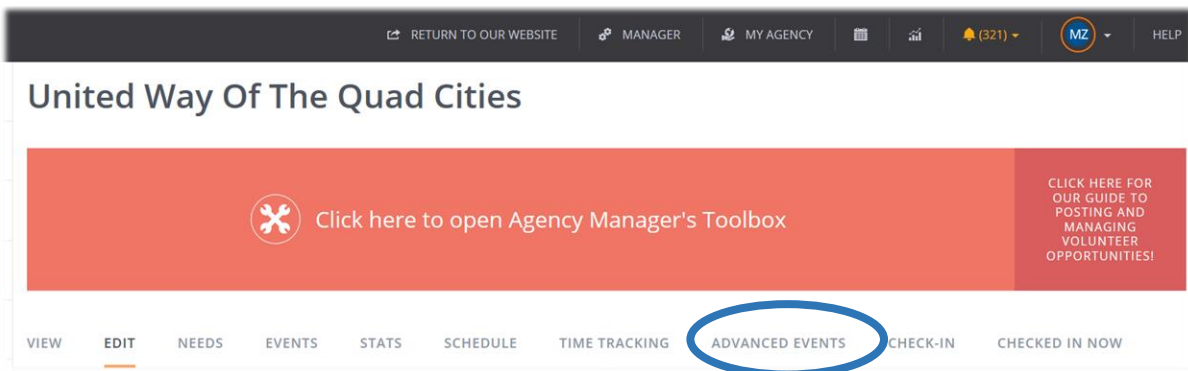 RETURN TO OUR WEBSITE MANAGER MY AGENCY (321) MZ HELP
United Way Of The Quad Cities
Click here to open Agency Manager's Toolbox
CLICK HERE FOR
OUR GUIDE TO
POSTING AND
MANAGING
VOLUNTEER
OPPORTUNITIES!
VIEW EDIT NEEDS EVENTS STATS SCHEDULE TIME TRACKING ADVANCED EVENTS CHECK-IN CHECKED IN NOW